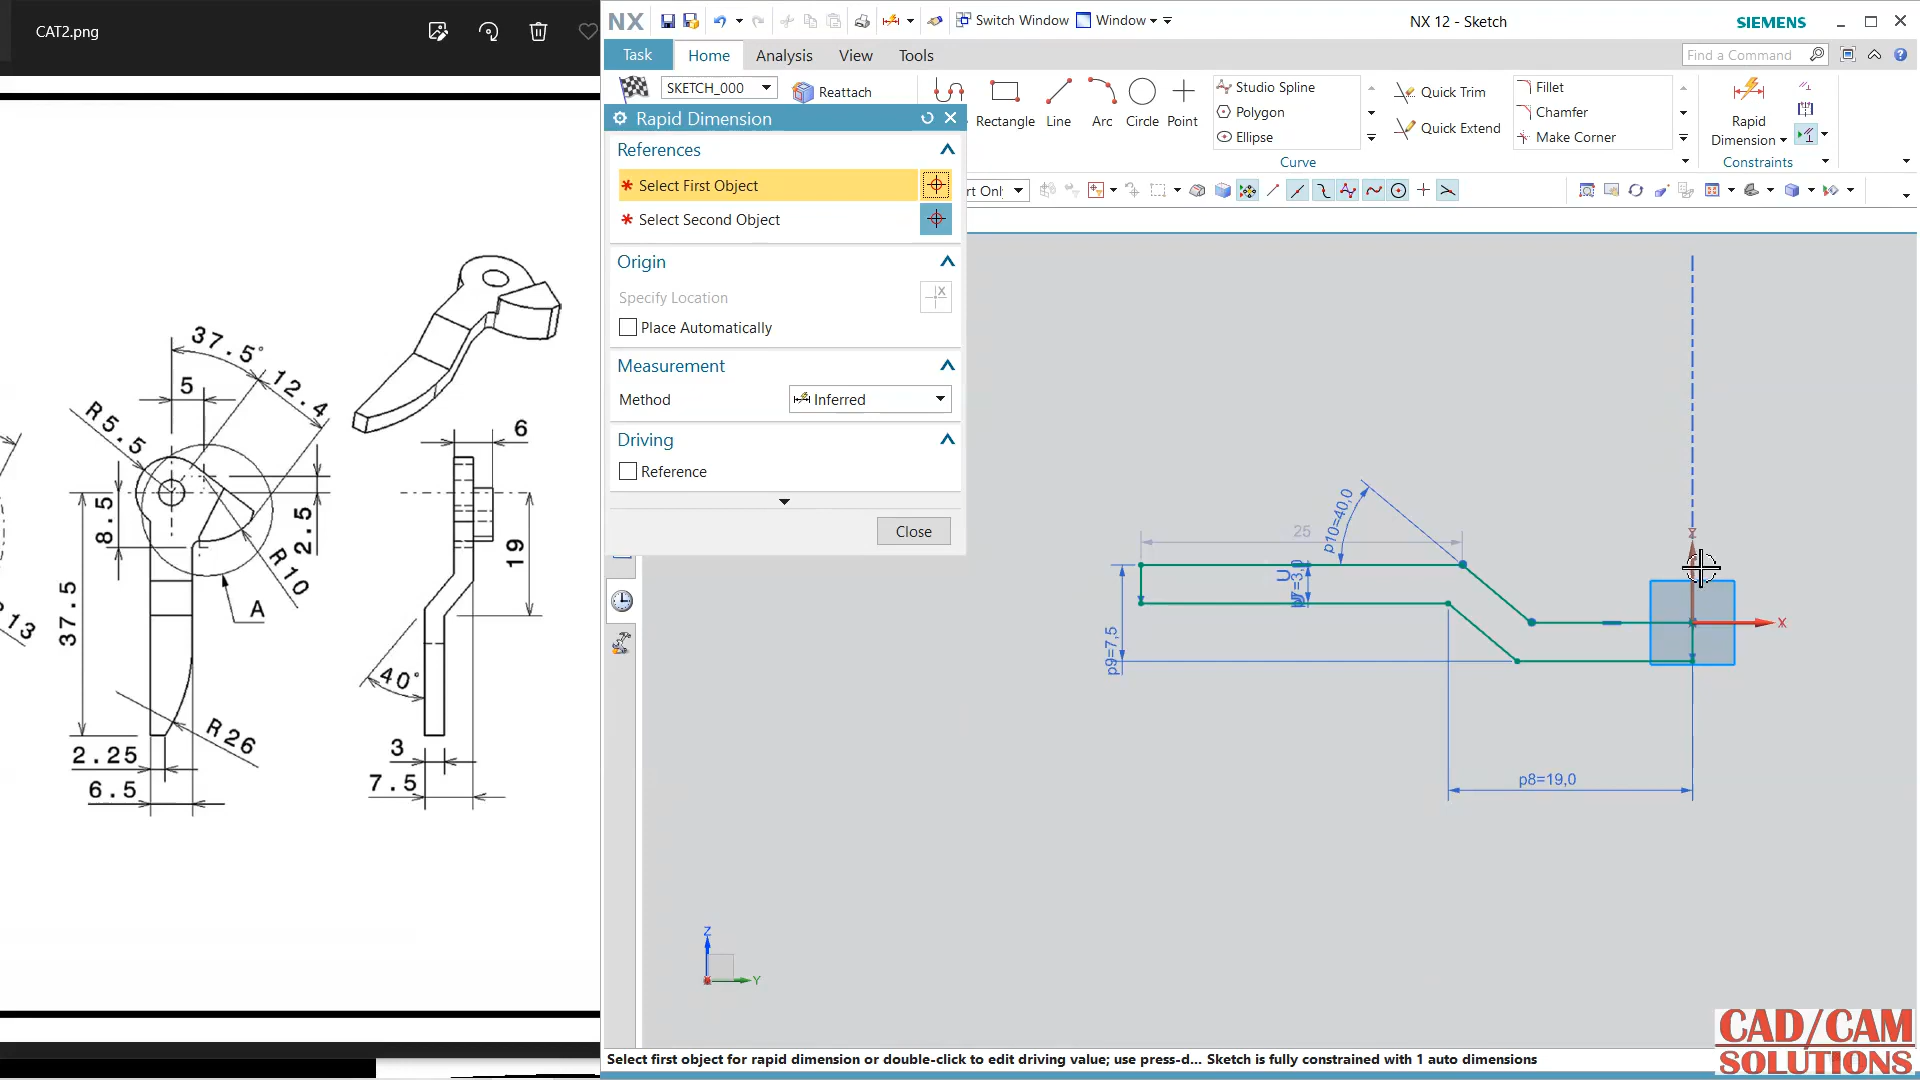 CAT2.png
37.5°
12.4
5
R5.5
6
8.5
2.5
19
37.5
R10
A
13
40°
R26
2.25
6.5
3
7.5
NX
Switch Window
Window
NX 12 - Sketch
SIEMENS
Task
Home
Analysis
View
Tools
Find a Command
SKETCH_000
Reattach
Rectangle
Line
Arc
Circle
Point
Studio Spline
Polygon
Ellipse
Quick Trim
Quick Extend
Fillet
Chamfer
Make Corner
Rapid
Dimension
Curve
Constraints
Rapid Dimension
References
* Select First Object
* Select Second Object
Origin
Specify Location
Place Automatically
Measurement
Method
Inferred
Driving
Reference
Close
25
p10=40,0
=3,0
p9=7,5
p8=19,0
X
Z
Z
Y
Select first object for rapid dimension or double-click to edit driving value; use press-d... Sketch is fully constrained with 1 auto dimensions
CAD/CAM
SOLUTIONS